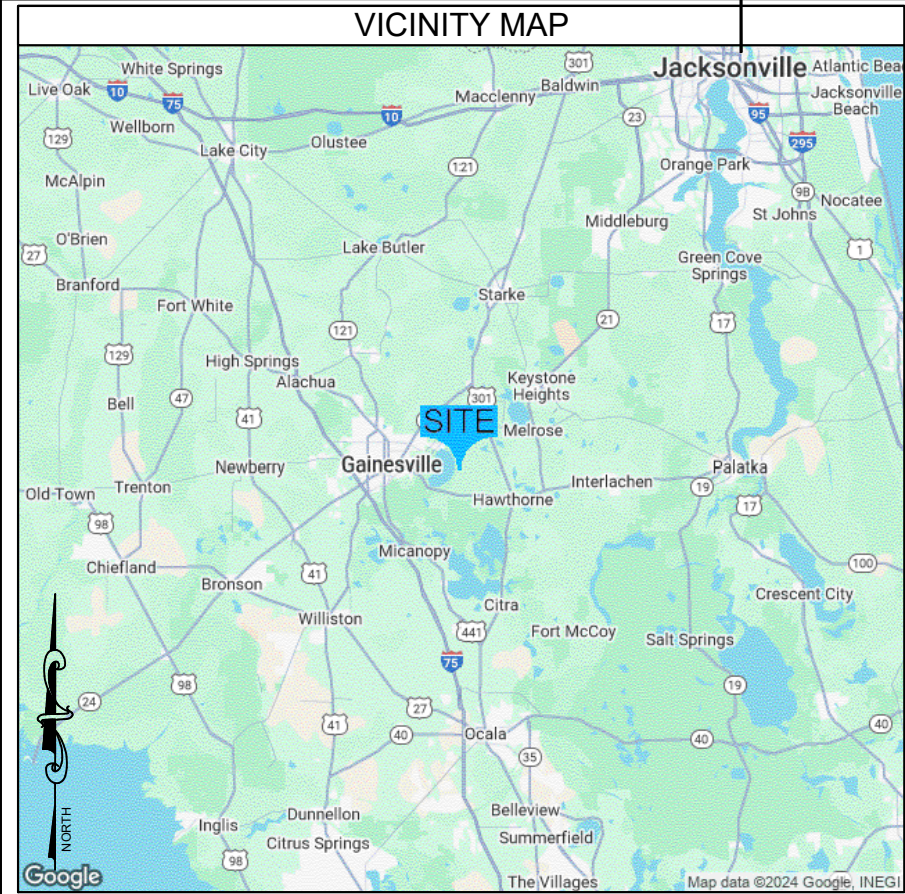 VICINITY MAP
White Springs
301
Jacksonville
Atlantic Beac
Live Oak
10
75
Macclenny
Baldwin
Jacksonville
Beach
Wellborn
10
23
95
129
Lake City
Olustee
295
McAlpin
121
Orange Park
9B
Nocatee
O'Brien
Middleburg
St Johns
27
Lake Butler
1
Branford
Green Cove
Springs
Fort White
Starke
121
21
17
129
High Springs
Alachua
Keystone
Heights
Bell
47
301
41
SITE
Melrose
Newberry
Gainesville
Palatka
Old Town
Trenton
Hawthorne
Interlachen
19
98
17
Chiefland
Micanopy
100
Bronson
41
Citra
Crescent City
Williston
441
Fort McCoy
Salt Springs
75
24
98
19
27
41
40
Ocala
40
40
35
NORTH
Inglis
Dunnellon
Belleview
Citrus Springs
Summerfield
98
The Villages
Google
Map data ©2024 Google, INEGI